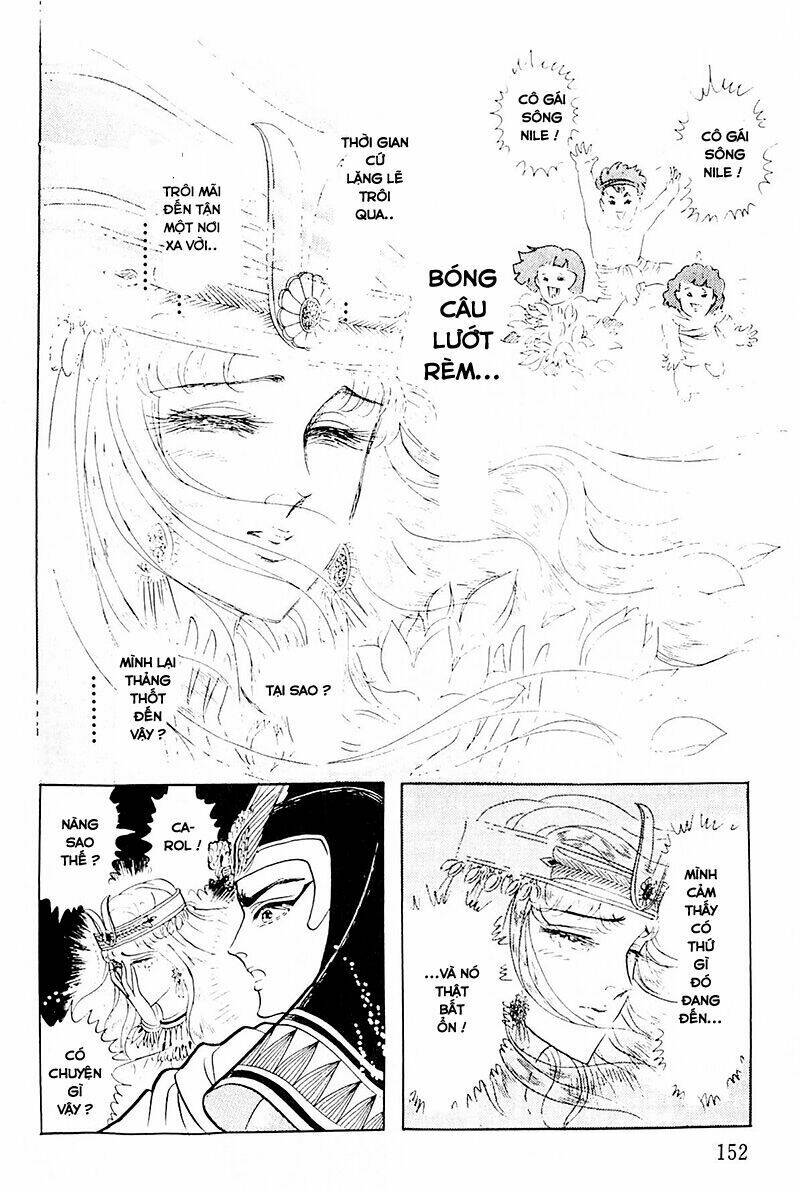 CÔ GÁI
SÔNG
NILE !
CÔ GÁI
SÔNG
NILE !
THỜI GIAN
CỨ
LẶNG LẼ
TRÔI
QUA..
TRÔI MÃI
ĐẾN TẬN
MỘT NƠI
XA VỜI..
BÓNG
CÂU
LƯỚT
RÈM...
TẠI SAO ?
MÌNH LẠI
THẢNG
THỐT
ĐẾN
VẬY ?
MÌNH
CẢM
THẤY
CÓ
THỨ
GÌ
ĐÓ
ĐANG
ĐẾN...
...VÀ NÓ
THẬT
BẤT
ỔN !
CA-
ROL !
NÀNG
SAO
THẾ ?
CÓ
CHUYỆN
GÌ
VẬY ?
152